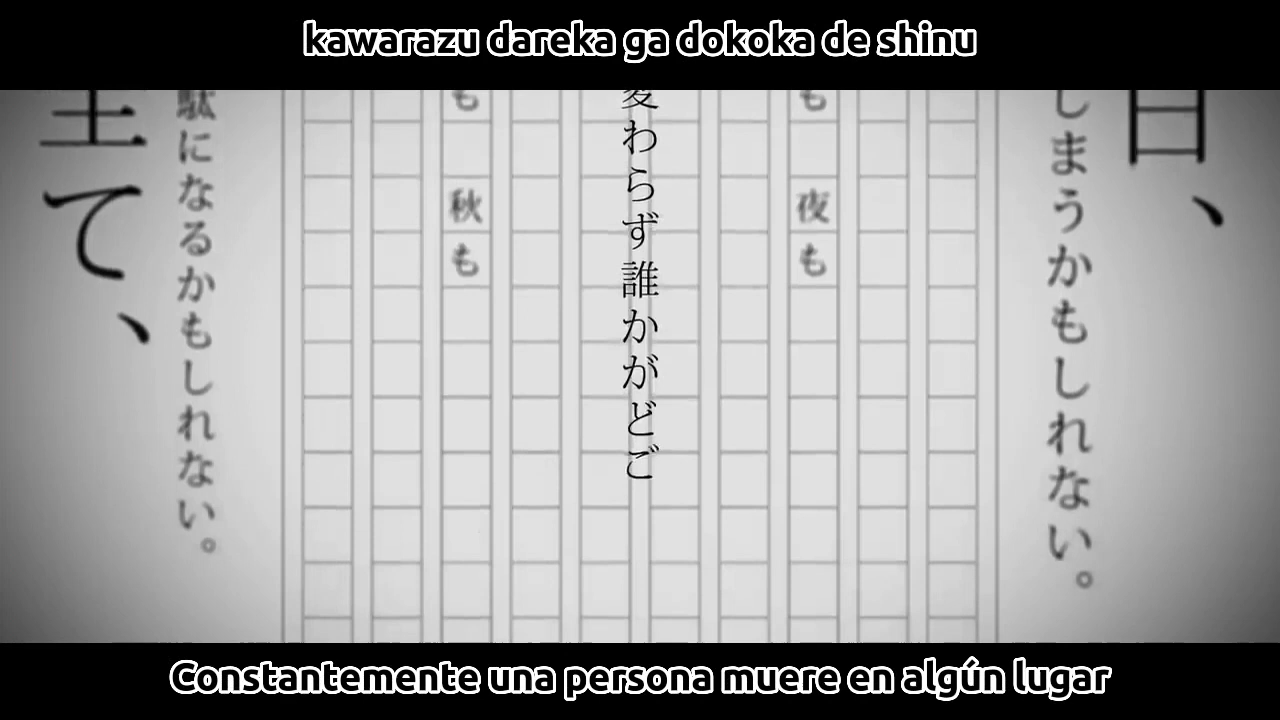 kawarazu dareka ga dokoka de shinu
日、
しまうかもしれない。
も夜も
変わらず誰かがどご
も秋も
駄になるかもしれない。
て、
Constantemente una persona muere en algún lugar